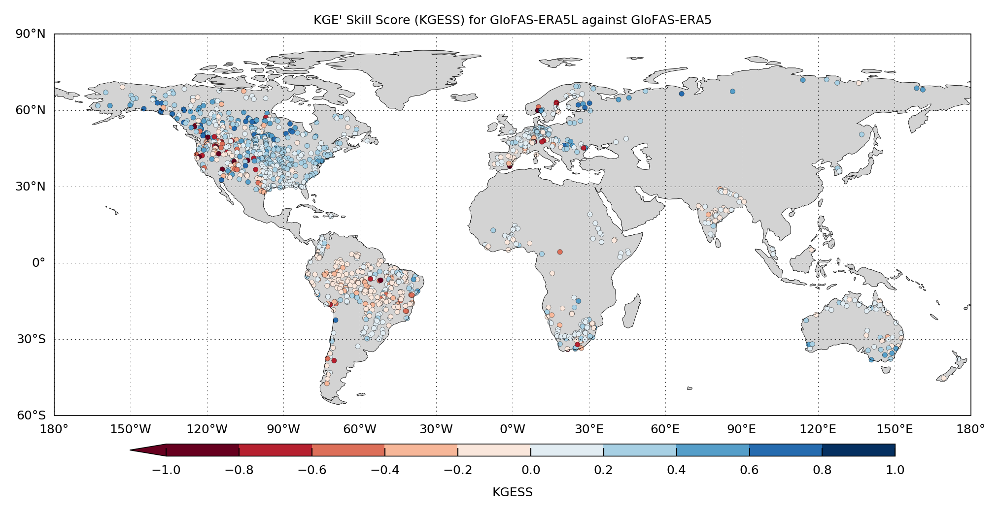 KGE' Skill Score (KGESS) for GloFAS-ERA5L against GloFAS-ERA5
90°N
60°N
30°N
0°
30°S
60°S
180° 150°W 120°W 90°W 60°W 30°W 0°W 30°E 60°E 90°E 120°E 150°E 180°
−1.0 −0.8 −0.6 −0.4 −0.2 0.0 0.2 0.4 0.6 0.8 1.0
KGESS